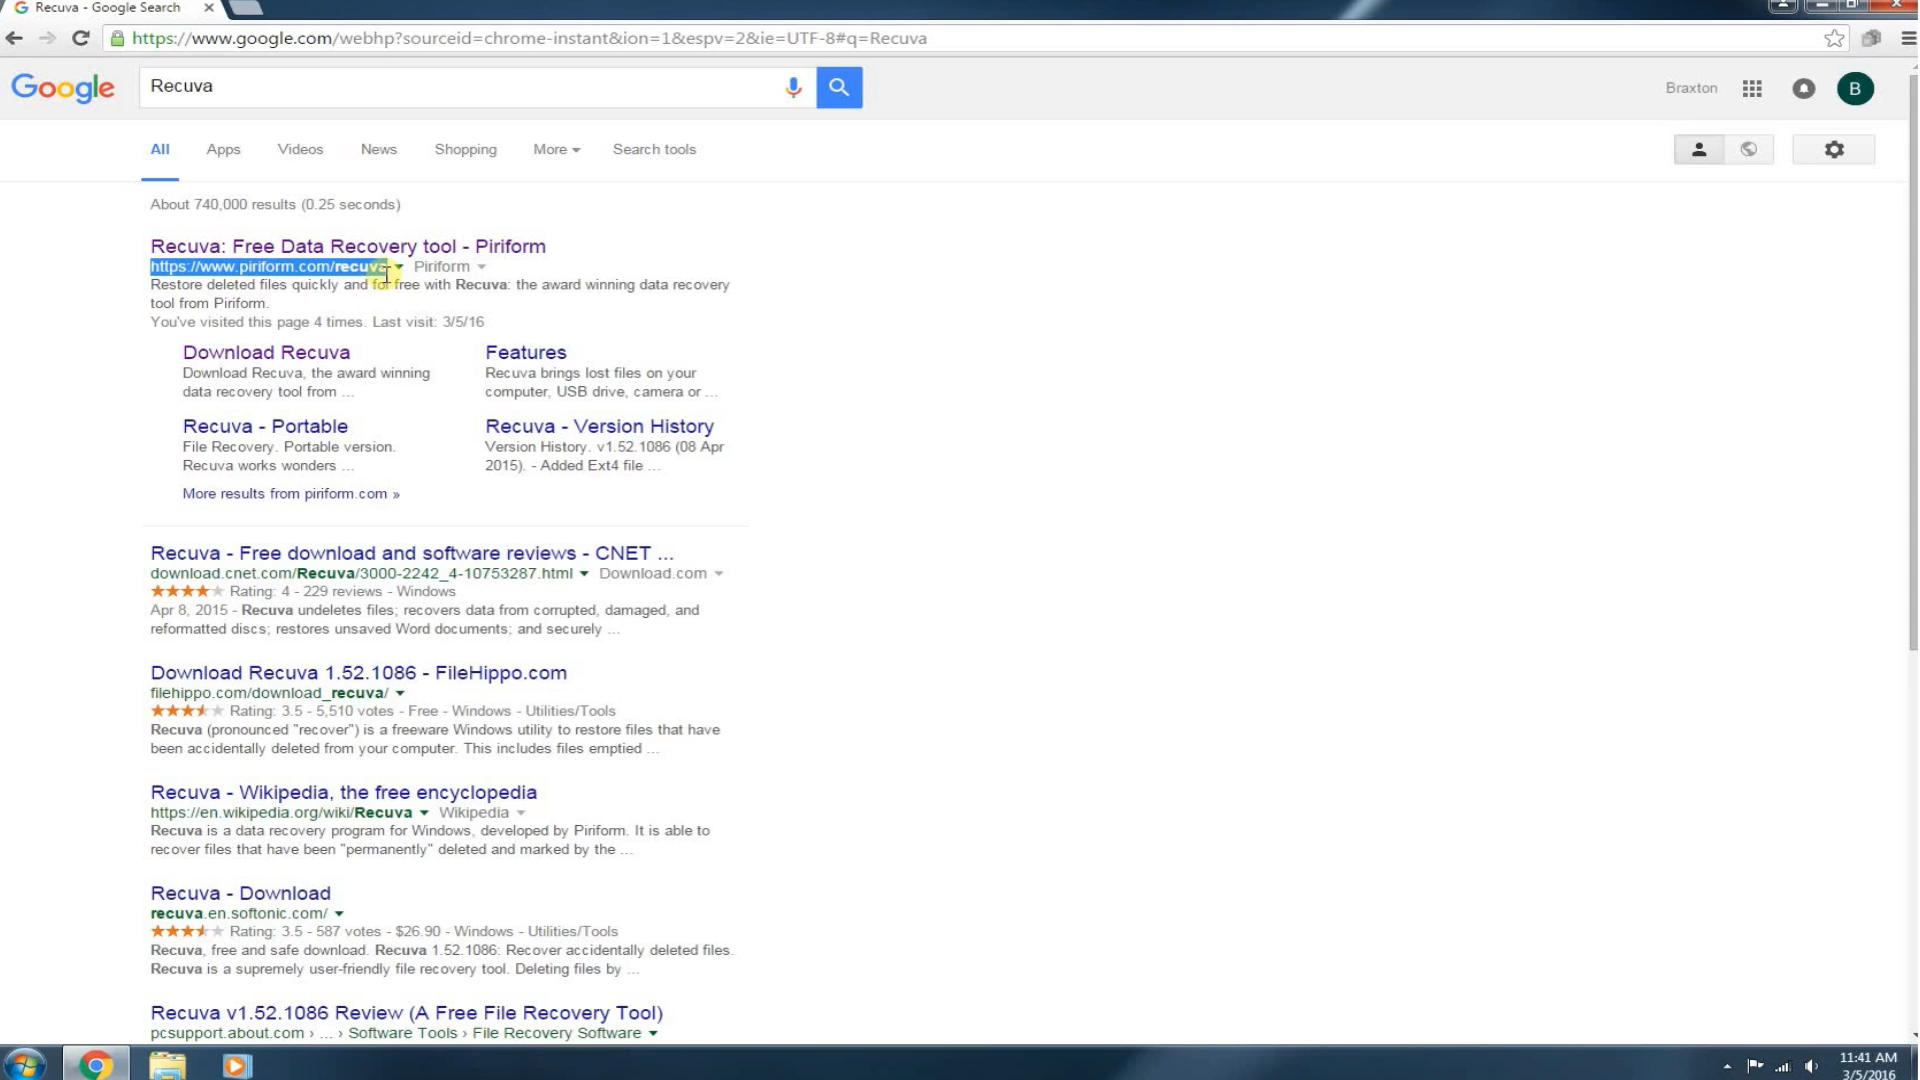 Recuva - Google Search
https://www.google.com/webhp?sourceid=chrome-instant&ion=1&espv=2&ie=UTF-8#q=Recuva
Google
Recuva
Braxton
B
All Apps Videos News Shopping More Search tools
About 740,000 results (0.25 seconds)
Recuva: Free Data Recovery tool - Piriform
https://www.piriform.com/recuva Piriform
Restore deleted files quickly and for free with Recuva: the award winning data recovery
tool from Piriform.
You've visited this page 4 times. Last visit: 3/5/16
Download Recuva
Download Recuva, the award winning
data recovery tool from ...
Features
Recuva brings lost files on your
computer, USB drive, camera or ...
Recuva - Portable
File Recovery. Portable version.
Recuva works wonders ...
Recuva - Version History
Version History. v1.52.1086 (08 Apr
2015). - Added Ext4 file ...
More results from piriform.com »
Recuva - Free download and software reviews - CNET ...
download.cnet.com/Recuva/3000-2242_4-10753287.html Download.com
Rating: 4 - 229 reviews - Windows
Apr 8, 2015 - Recuva undeletes files; recovers data from corrupted, damaged, and
reformatted discs; restores unsaved Word documents; and securely ...
Download Recuva 1.52.1086 - FileHippo.com
filehippo.com/download_recuva/
Rating: 3.5 - 5,510 votes - Free - Windows - Utilities/Tools
Recuva (pronounced "recover") is a freeware Windows utility to restore files that have
been accidentally deleted from your computer. This includes files emptied ...
Recuva - Wikipedia, the free encyclopedia
https://en.wikipedia.org/wiki/Recuva Wikipedia
Recuva is a data recovery program for Windows, developed by Piriform. It is able to
recover files that have been "permanently" deleted and marked by the ...
Recuva - Download
recuva.en.softonic.com/
Rating: 3.5 - 587 votes - $26.90 - Windows - Utilities/Tools
Recuva, free and safe download. Recuva 1.52.1086: Recover accidentally deleted files.
Recuva is a supremely user-friendly file recovery tool. Deleting files by ...
Recuva v1.52.1086 Review (A Free File Recovery Tool)
pcsupport.about.com › ... › Software Tools › File Recovery Software
11:41 AM
3/5/2016